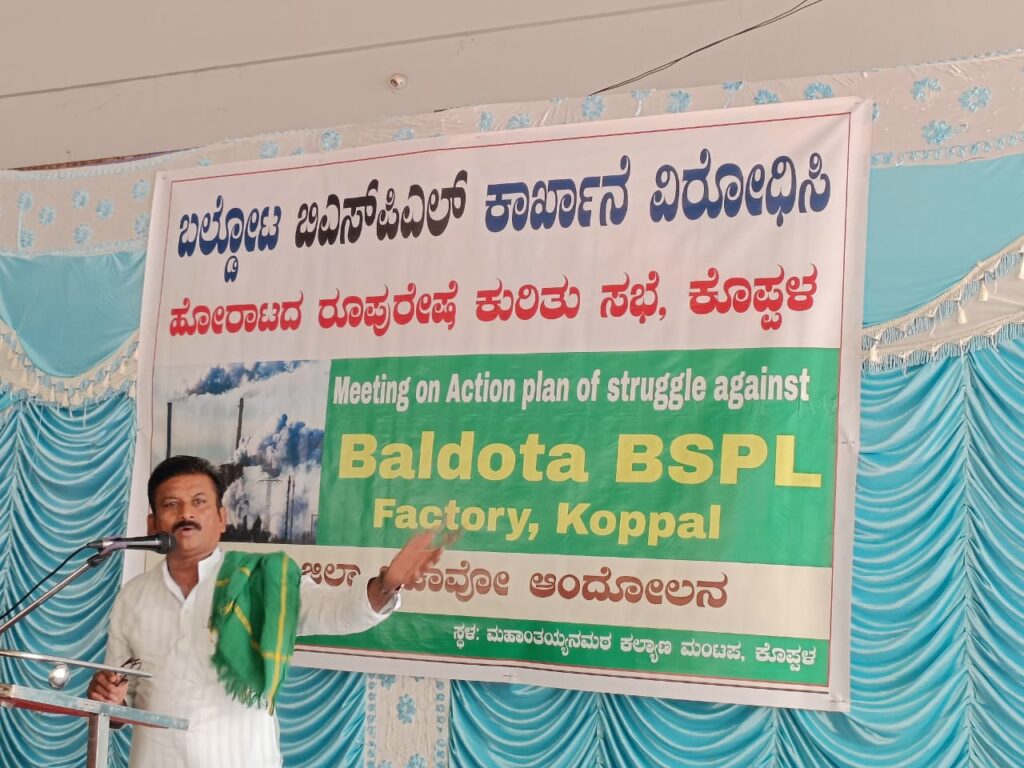 ಬಲ್ಡೋಟ ಬಿಎಸ್‌ಪಿಎಲ್ ಕಾರ್ಖಾನೆ ವಿರೋಧಿಸಿ
ಹೋರಾಟದ ರೂಪುರೇಷೆ ಕುರಿತು ಸಭೆ, ಕೊಪ್ಪಳ
Meeting on Action plan of struggle against
Baldota BSPL
Factory, Koppal
ಆಂದೋಲನ
ಸ್ಥಳ: ಮಹಾಂತಯ್ಯನಮಠ ಕಲ್ಯಾಣ ಮಂಟಪ, ಕೊಪ್ಪಳ